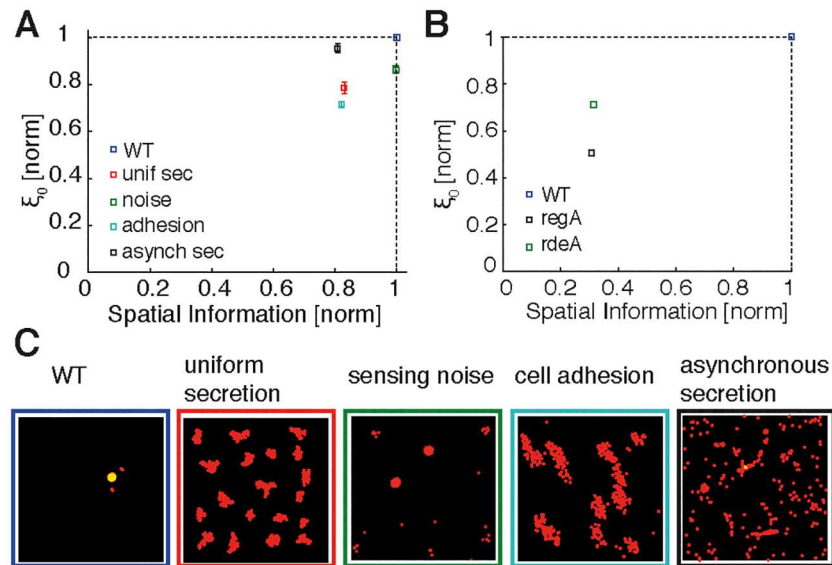 A
1
0.8
0.6
0.4
0.2
0
ξ₀ [norm]
WT
unif sec
noise
adhesion
asynch sec
0 0.2 0.4 0.6 0.8 1
Spatial Information [norm]
B
1
0.8
0.6
0.4
0.2
0
ξ₀ [norm]
WT
regA
rdeA
0 0.2 0.4 0.6 0.8 1
Spatial Information [norm]
C
WT
uniform
secretion
sensing noise
cell adhesion
asynchronous
secretion